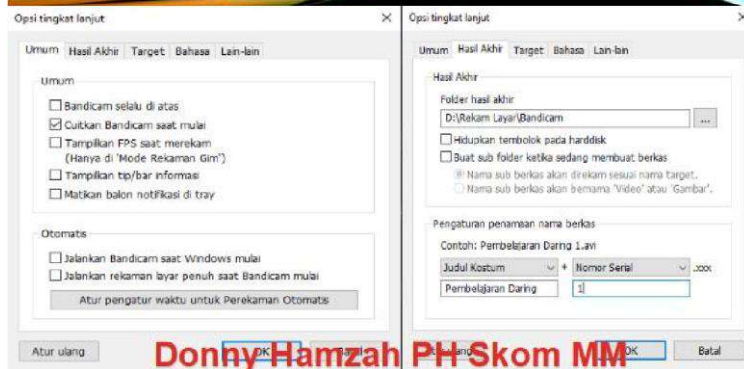 Opsi tingkat lanjut
Umum Hasil Akhir Target Bahasa Lain-lain
Umum
Bandicam selalu di atas
Cuitkan Bandicam saat mulai
Tampilkan FPS saat merekam
(Hanya di 'Mode Rekaman Gim')
Tampilkan tip/bar informasi
Matikan balon notifikasi di tray
Otomatis
Jalankan Bandicam saat Windows mulai
Jalankan rekaman layar penuh saat Bandicam mulai
Atur pengatur waktu untuk Perekaman Otomatis
Atur ulang OK
Opsi tingkat lanjut
Umum Hasil Akhir Target Bahasa Lain-lain
Hasil Akhir
Folder hasil akhir
D:\Rekam Layar\Bandicam ...
Hidupkan tembolok pada harddisk
Buat sub folder ketika sedang membuat berkas
Nama sub berkas akan direkam sesuai nama target.
Nama sub berkas akan bernama 'Video' atau 'Gambar'.
Pengaturan penamaan nama berkas
Contoh: Pembelajaran Daring 1.avi
Judul Kostum + Nomor Serial .xxx
Pembelajaran Daring 1
OK Batal
Donny Hamzah PH Skom MM